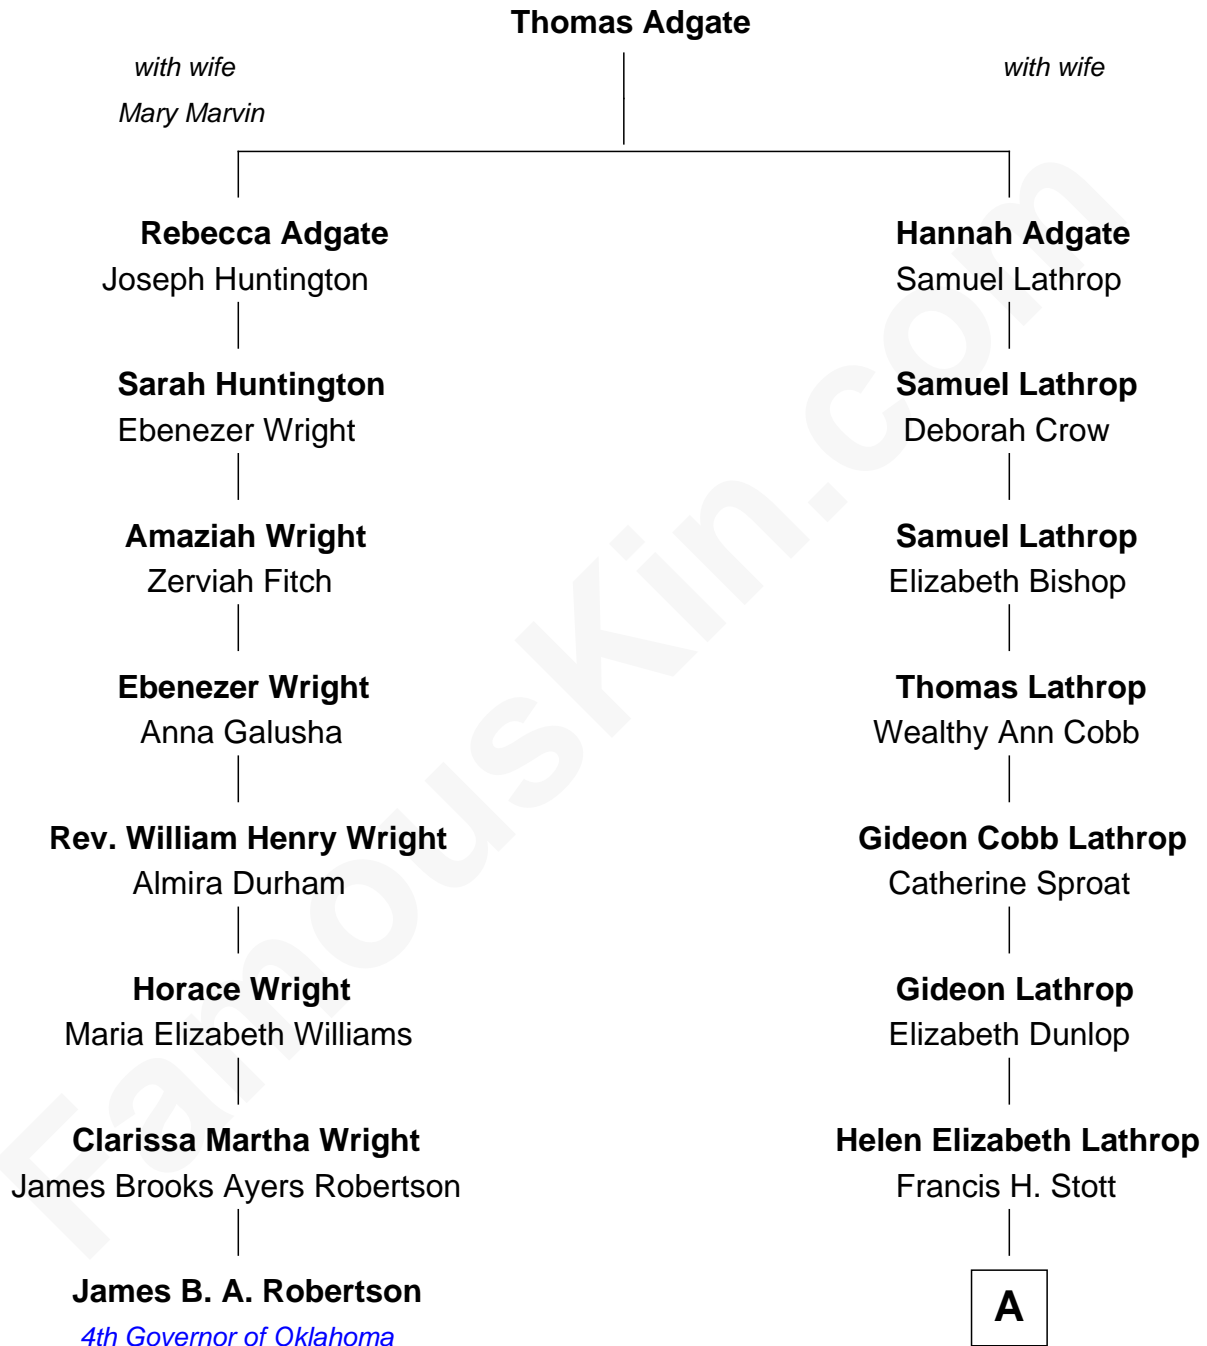 Thomas Adgate
with wife
Mary Marvin
with wife
Rebecca Adgate
Joseph Huntington
Sarah Huntington
Ebenezer Wright
Amaziah Wright
Zerviah Fitch
Ebenezer Wright
Anna Galusha
Rev. William Henry Wright
Almira Durham
Horace Wright
Maria Elizabeth Williams
Clarissa Martha Wright
James Brooks Ayers Robertson
James B. A. Robertson
4th Governor of Oklahoma
Hannah Adgate
Samuel Lathrop
Samuel Lathrop
Deborah Crow
Samuel Lathrop
Elizabeth Bishop
Thomas Lathrop
Wealthy Ann Cobb
Gideon Cobb Lathrop
Catherine Sproat
Gideon Lathrop
Elizabeth Dunlop
Helen Elizabeth Lathrop
Francis H. Stott
A
FamousKin.com